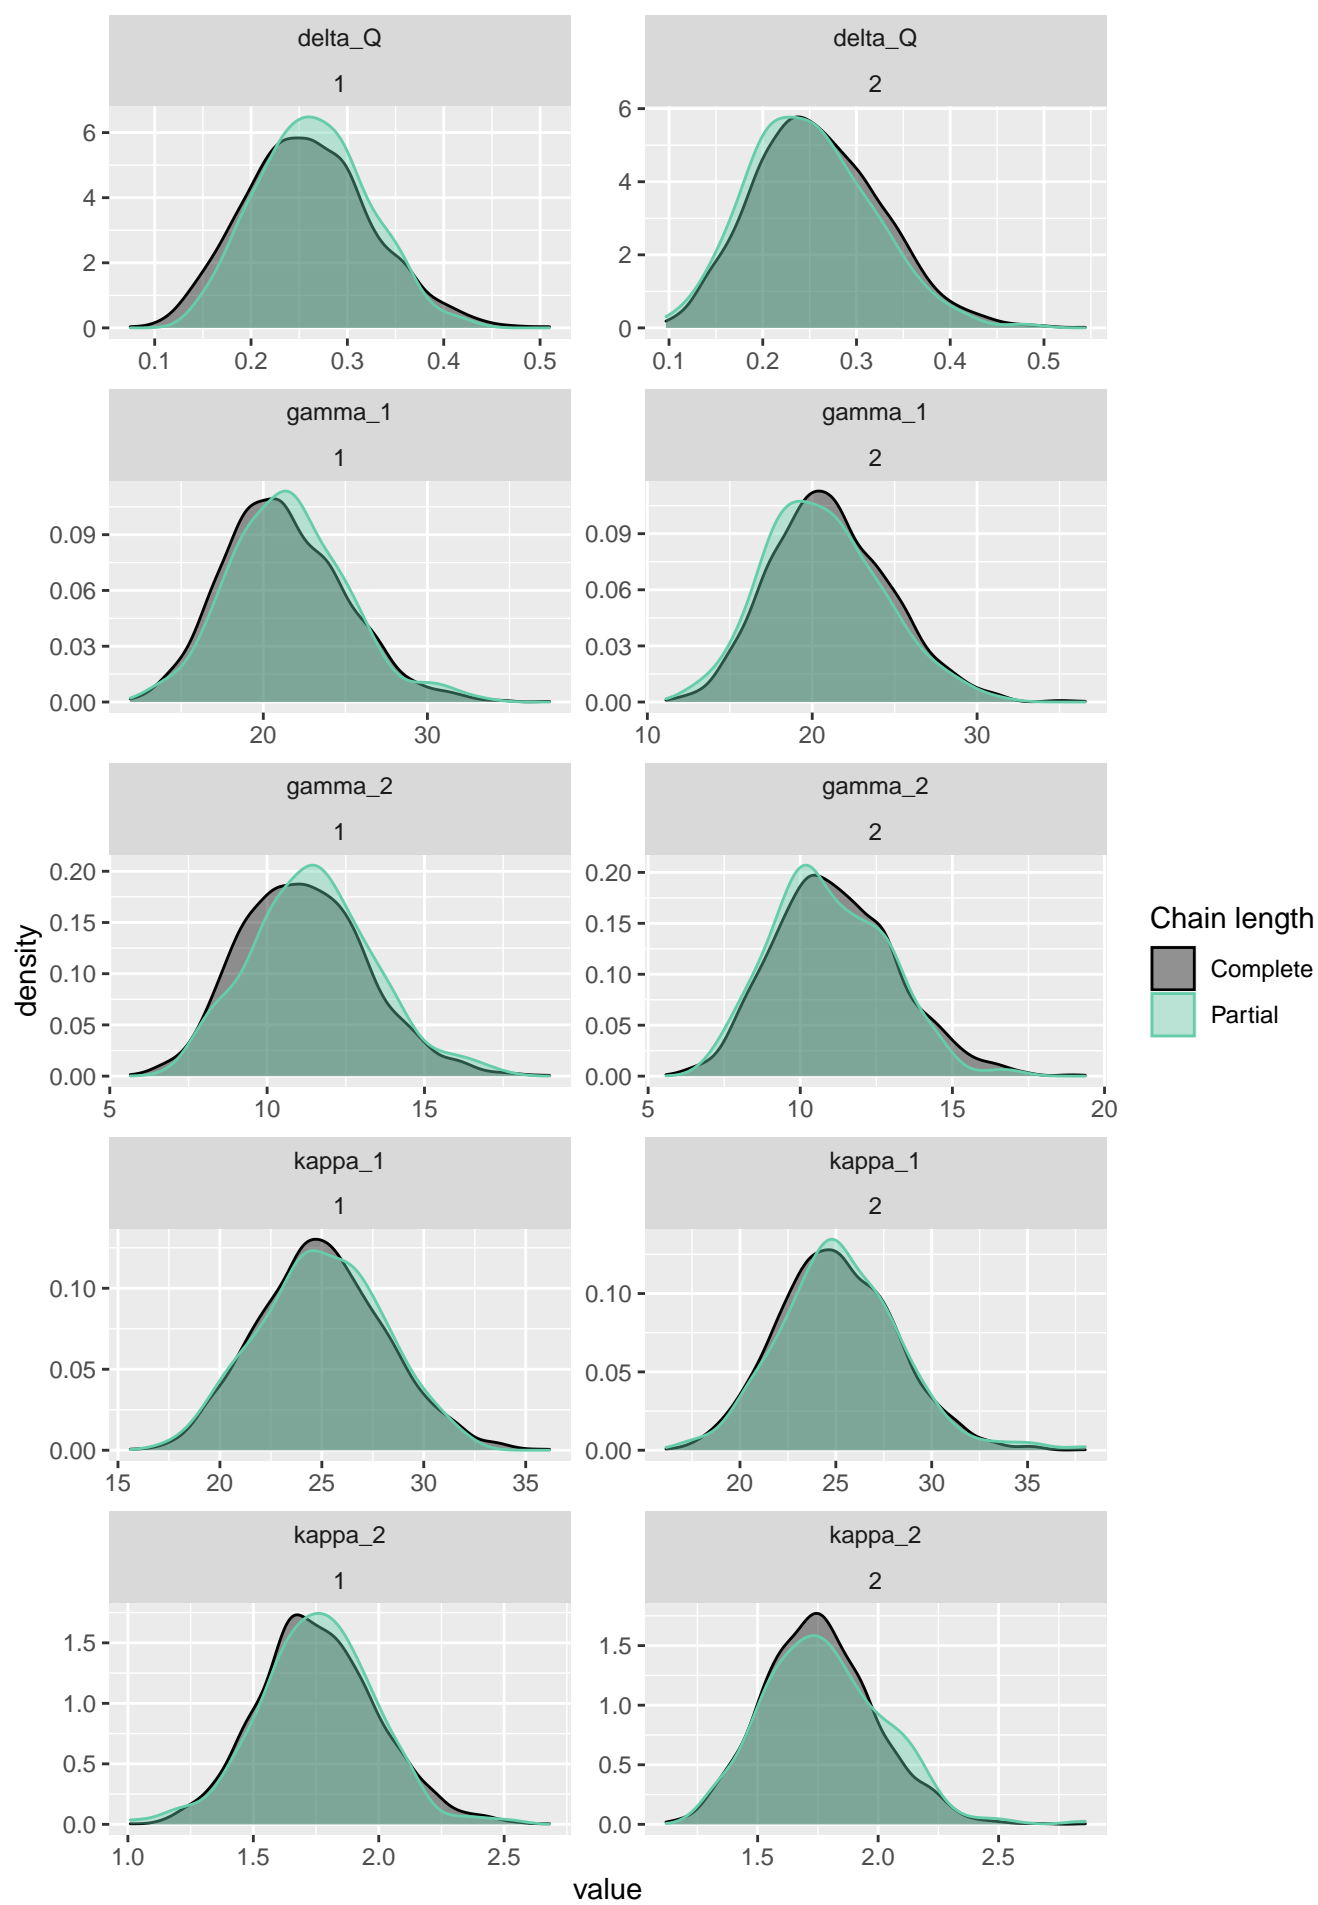 delta_Q
1
6
4
2
0
0.1 0.2 0.3 0.4 0.5
delta_Q
2
6
4
2
0
0.1 0.2 0.3 0.4 0.5
gamma_1
1
0.09
0.06
0.03
0.00
20 30
gamma_1
2
0.09
0.06
0.03
0.00
10 20 30
gamma_2
1
0.20
0.15
0.10
0.05
0.00
5 10 15
gamma_2
2
0.20
0.15
0.10
0.05
0.00
5 10 15 20
kappa_1
1
0.10
0.05
0.00
15 20 25 30 35
kappa_1
2
0.10
0.05
0.00
20 25 30 35
kappa_2
1
1.5
1.0
0.5
0.0
1.0 1.5 2.0 2.5
kappa_2
2
1.5
1.0
0.5
0.0
1.5 2.0 2.5
density
value
Chain length
Complete
Partial